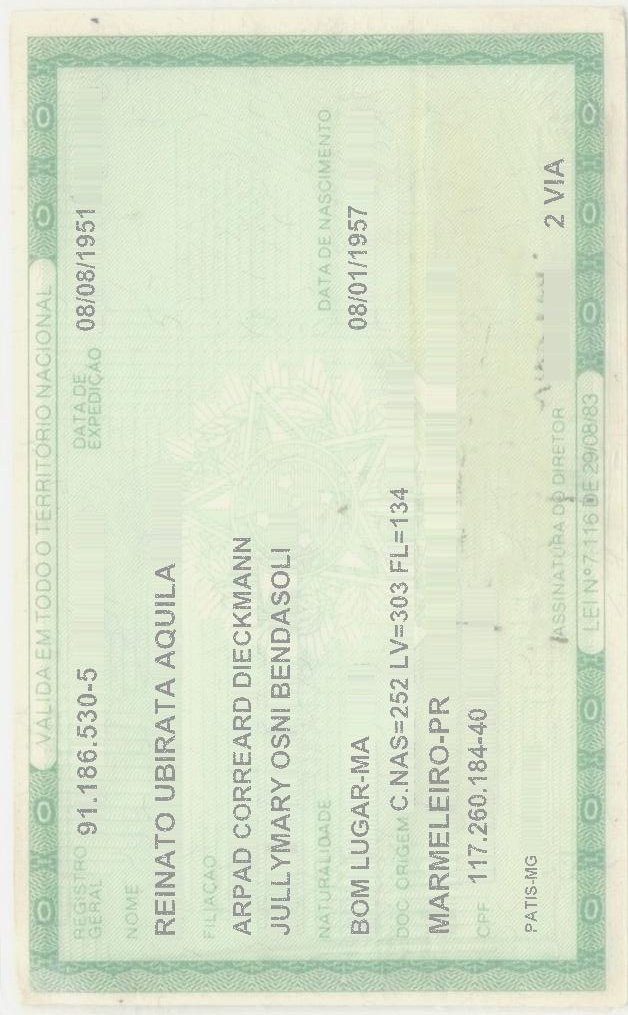 VÁLIDA EM TODO O TERRITÓRIO NACIONAL
REGISTRO GERAL 91.186.530-5 DATA DE EXPEDIÇÃO 08/08/1951
NOME
REINATO UBIRATA AQUILA
FILIAÇÃO
ARPAD CORREARD DIECKMANN
JULLYMARY OSNI BENDASOLI
NATURALIDADE DATA DE NASCIMENTO
BOM LUGAR-MA 08/01/1957
DOC. ORIGEM C.NAS=252 LV=303 FL=134
MARMELEIRO-PR
CPF 117.260.184-40
PATIS-MG
2 VIA
ASSINATURA DO DIRETOR
LEI Nº 7.116 DE 29/08/83